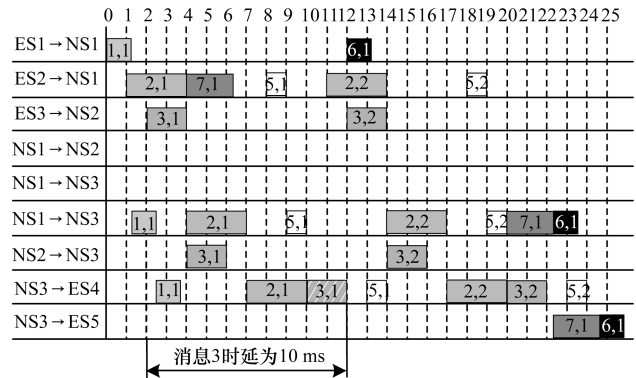 0 1 2 3 4 5 6 7 8 9 10 11 12 13 14 15 16 17 18 19 20 21 22 23 24 25
ES1→NS1 1,1 6,1
ES2→NS1 2,1 7,1 5,1 2,2 5,2
ES3→NS2 3,1 3,2
NS1→NS2
NS1→NS3
NS1→NS3 1,1 2,1 5,1 2,2 5,2 7,1 6,1
NS2→NS3 3,1 3,2
NS3→ES4 1,1 2,1 3,1 5,1 2,2 3,2 5,2
NS3→ES5 7,1 6,1
消息3时延为10 ms